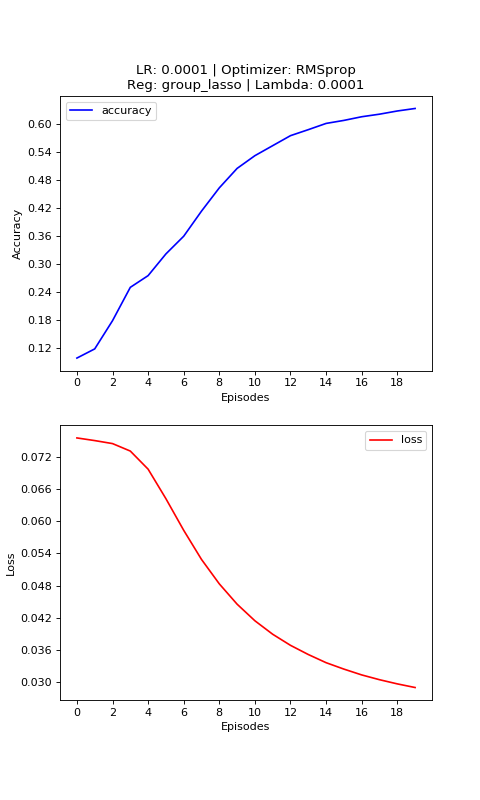 LR: 0.0001 | Optimizer: RMSprop
Reg: group_lasso | Lambda: 0.0001
accuracy
Accuracy
0.60
0.54
0.48
0.42
0.36
0.30
0.24
0.18
0.12
0 2 4 6 8 10 12 14 16 18
Episodes
loss
Loss
0.072
0.066
0.060
0.054
0.048
0.042
0.036
0.030
0 2 4 6 8 10 12 14 16 18
Episodes